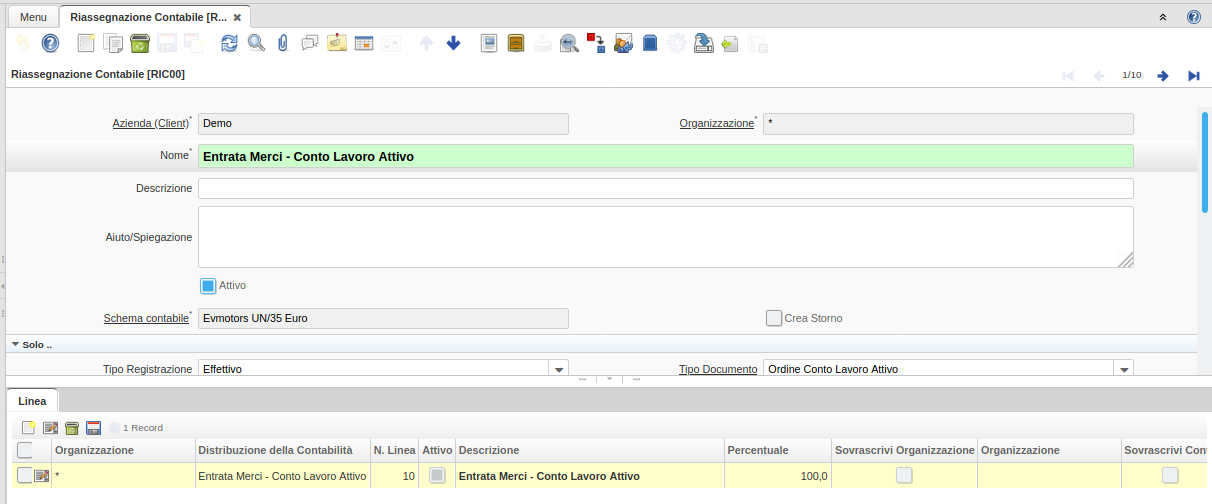 Menu Riassegnazione Contabile [R...
Riassegnazione Contabile [RIC00] 1/10
Azienda (Client)* Demo Organizzazione* *
Nome* Entrata Merci - Conto Lavoro Attivo
Descrizione
Aiuto/Spiegazione
Attivo
Schema contabile* Evmotors UN/35 Euro Crea Storno
Solo ..
Tipo Registrazione Effettivo Tipo Documento Ordine Conto Lavoro Attivo
Linea
1 Record
Organizzazione Distribuzione della Contabilità N. Linea Attivo Descrizione Percentuale Sovrascrivi Organizzazione Organizzazione Sovrascrivi Cont
* Entrata Merci - Conto Lavoro Attivo 10 Entrata Merci - Conto Lavoro Attivo 100,0